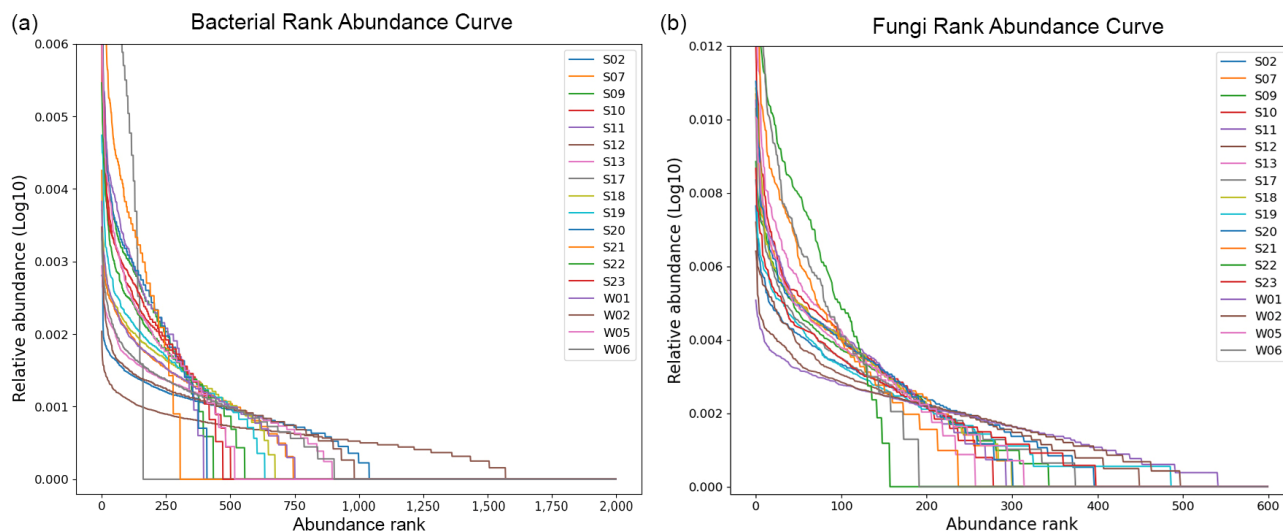 (a)
Bacterial Rank Abundance Curve
0.006
0.005
0.004
0.003
0.002
0.001
0.000
Relative abundance (Log10)
0
250
500
750
1,000
1,250
1,500
1,750
2,000
Abundance rank
S02
S07
S09
S10
S11
S12
S13
S17
S18
S19
S20
S21
S22
S23
W01
W02
W05
W06
(b)
Fungi Rank Abundance Curve
0.012
0.010
0.008
0.006
0.004
0.002
0.000
Relative abundance (Log10)
0
100
200
300
400
500
600
Abundance rank
S02
S07
S09
S10
S11
S12
S13
S17
S18
S19
S20
S21
S22
S23
W01
W02
W05
W06